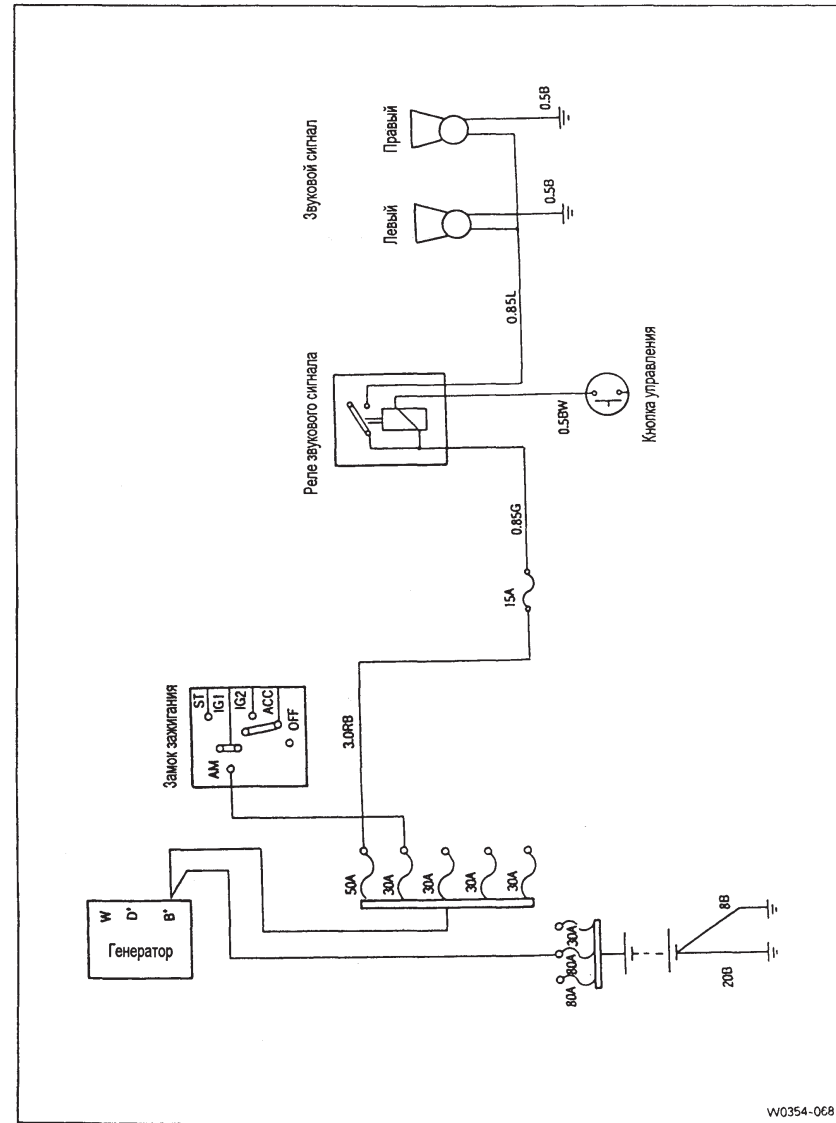 Звуковой сигнал
Правый
Левый
0.5B
0.5B
0.85L
Реле звукового сигнала
0.5BW
Кнопка управления
0.85G
15A
Замок зажигания
ST
IG1
IG2
ACC
OFF
AM
3.0RB
50A
30A
30A
30A
30A
W
D+
B+
Генератор
80A
80A
30A
8B
20B
W0354-068